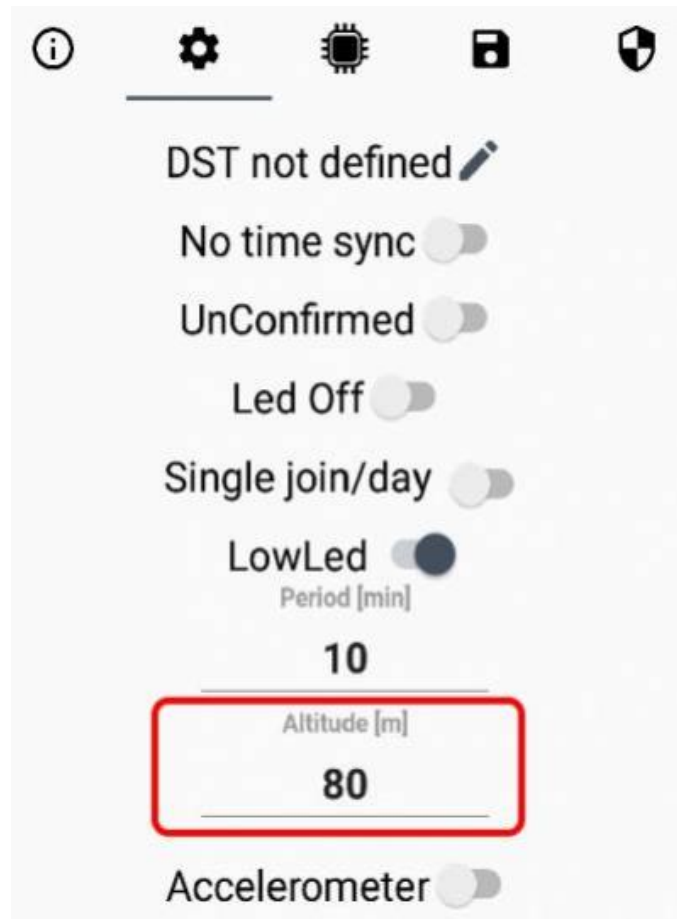 DST not defined
No time sync
UnConfirmed
Led Off
Single join/day
LowLed
Period [min]
10
Altitude [m]
80
Accelerometer